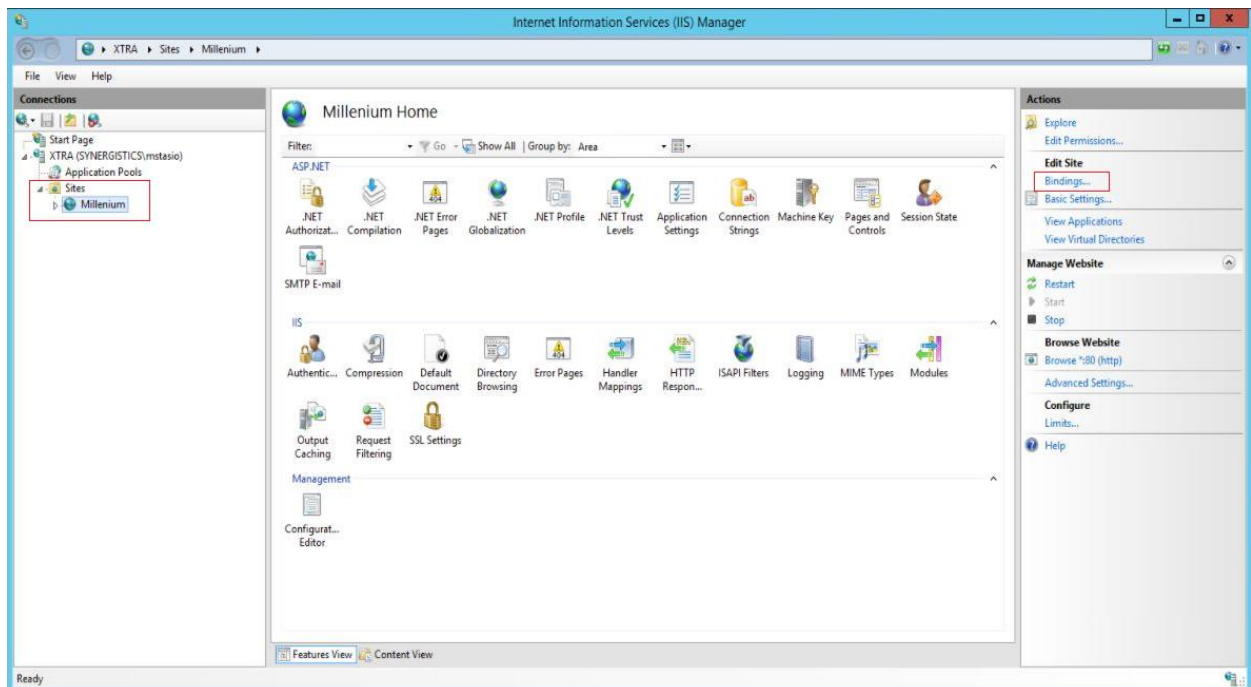 Internet Information Services (IIS) Manager
XTRA Sites Millenium
File View Help
Connections
Start Page
XTRA (SYNERGISTICS\mstasio)
Application Pools
Sites
Millenium
Millenium Home
Filter: Go Show All Group by: Area
ASP.NET
.NET Authorizat...
.NET Compilation
.NET Error Pages
.NET Globalization
.NET Profile
.NET Trust Levels
Application Settings
Connection Strings
Machine Key
Pages and Controls
Session State
SMTP E-mail
IIS
Authentic...
Compression
Default Document
Directory Browsing
Error Pages
Handler Mappings
HTTP Respon...
ISAPI Filters
Logging
MIME Types
Modules
Output Caching
Request Filtering
SSL Settings
Management
Configurat... Editor
Features View
Content View
Actions
Explore
Edit Permissions...
Edit Site
Bindings...
Basic Settings...
View Applications
View Virtual Directories
Manage Website
Restart
Start
Stop
Browse Website
Browse *:80 (http)
Advanced Settings...
Configure
Limits...
Help
Ready